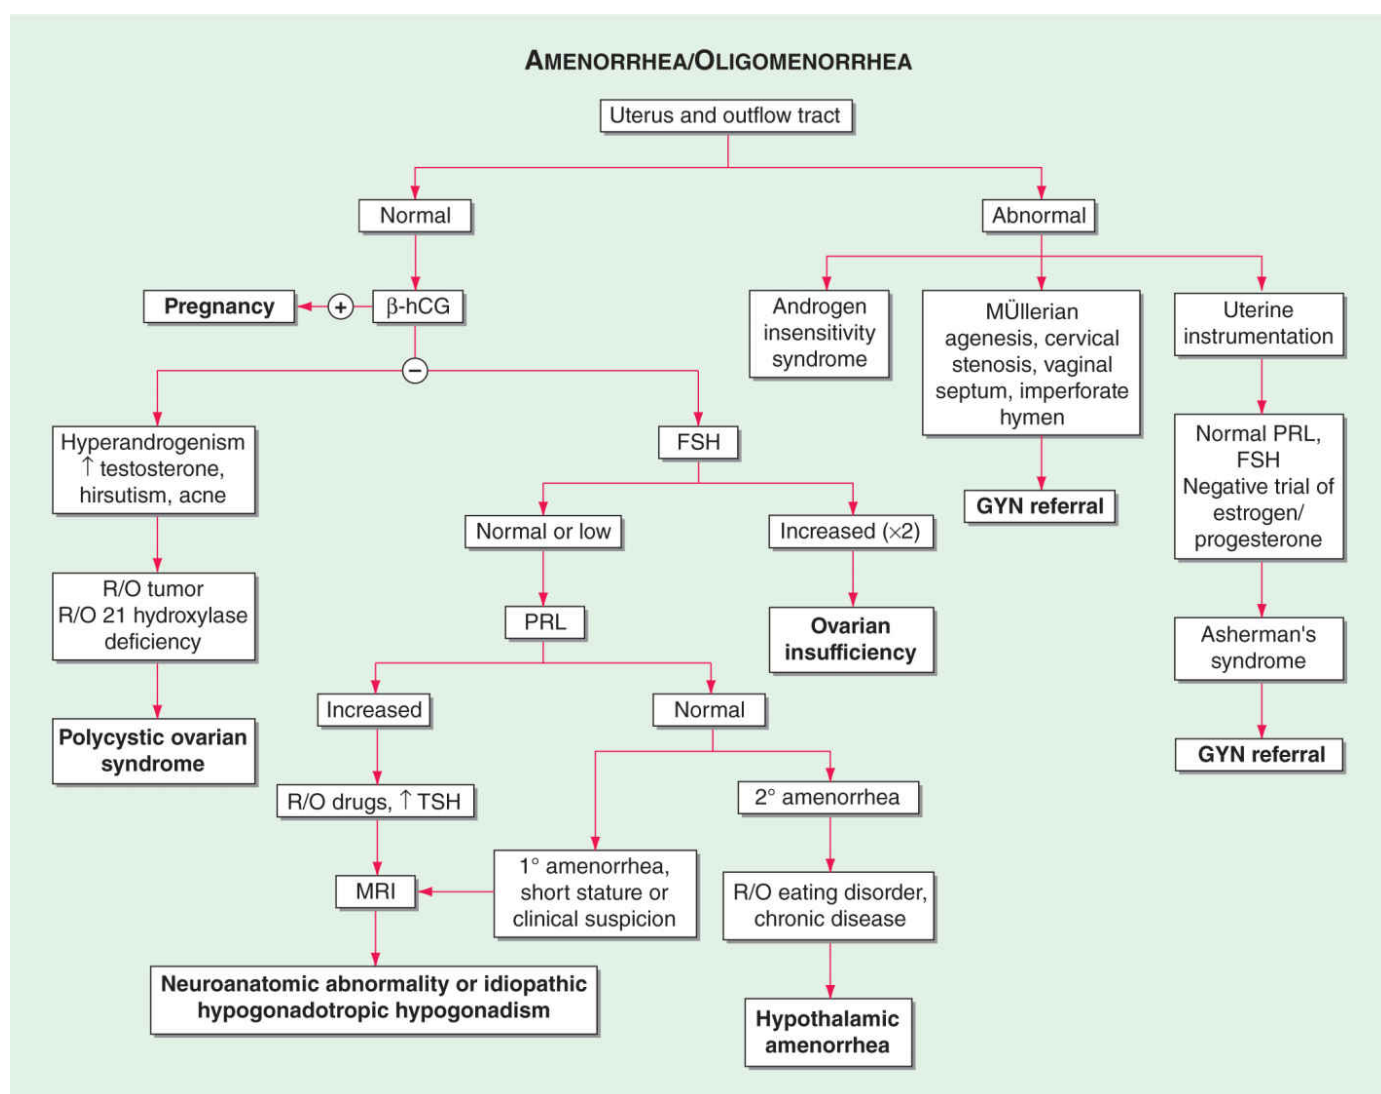 AMENORRHEA/OLIGOMENORRHEA
Uterus and outflow tract
Normal
Abnormal
Pregnancy
+
β-hCG
−
Androgen
insensitivity
syndrome
MÜllerian
agenesis, cervical
stenosis, vaginal
septum, imperforate
hymen
Uterine
instrumentation
Hyperandrogenism
↑ testosterone,
hirsutism, acne
FSH
Normal PRL,
FSH
Negative trial of
estrogen/
progesterone
GYN referral
Normal or low
Increased (×2)
R/O tumor
R/O 21 hydroxylase
deficiency
PRL
Ovarian
insufficiency
Asherman's
syndrome
Increased
Normal
Polycystic ovarian
syndrome
GYN referral
R/O drugs, ↑ TSH
2° amenorrhea
MRI
1° amenorrhea,
short stature or
clinical suspicion
R/O eating disorder,
chronic disease
Neuroanatomic abnormality or idiopathic
hypogonadotropic hypogonadism
Hypothalamic
amenorrhea